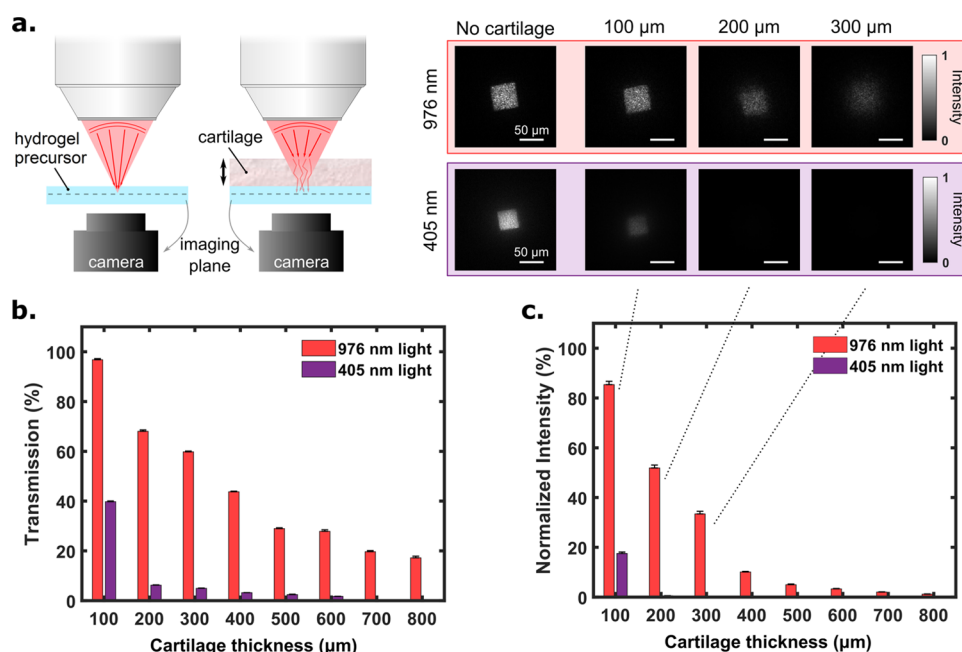 a.
No cartilage 100 µm 200 µm 300 µm
hydrogel
precursor
cartilage
imaging
plane
camera
camera
976 nm
50 µm
1
Intensity
0
405 nm
50 µm
1
Intensity
0
b.
976 nm light
405 nm light
Transmission (%)
100
80
60
40
20
0
100 200 300 400 500 600 700 800
Cartilage thickness (µm)
c.
976 nm light
405 nm light
Normalized Intensity (%)
100
80
60
40
20
0
100 200 300 400 500 600 700 800
Cartilage thickness (µm)